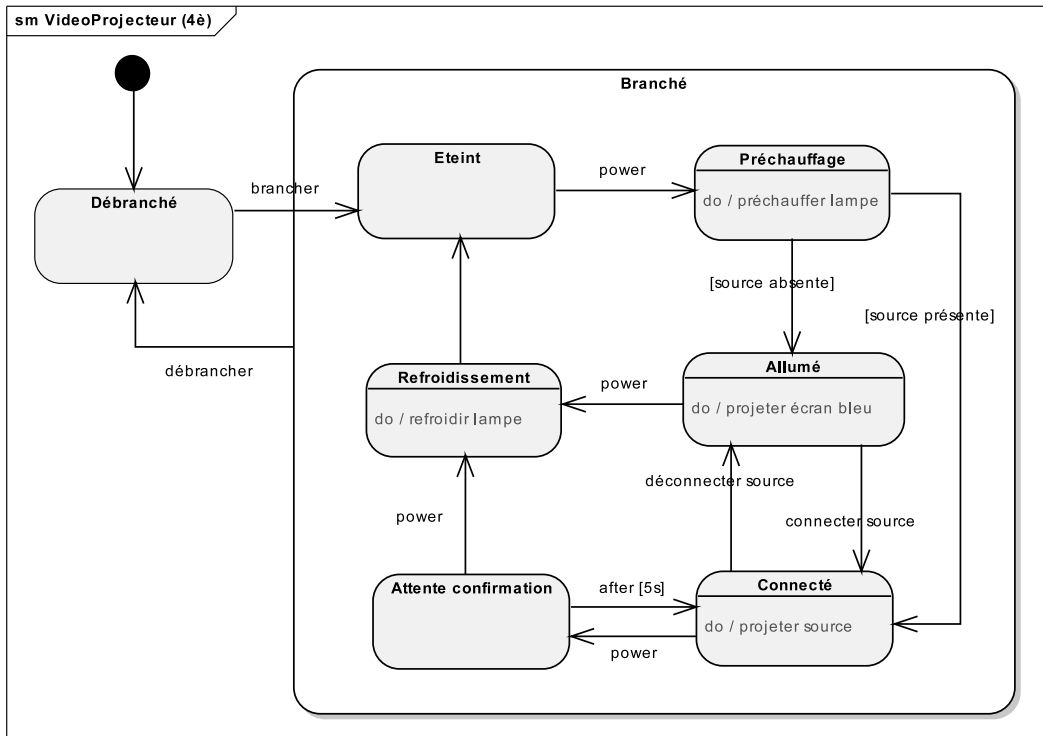 sm VideoProjecteur (4è)
Branché
Eteint
Préchauffage
do / préchauffer lampe
power
brancher
Débranché
[source absente]
[source présente]
débrancher
Refroidissement
do / refroidir lampe
power
Allumé
do / projeter écran bleu
déconnecter source
connecter source
power
Attente confirmation
after [5s]
power
Connecté
do / projeter source